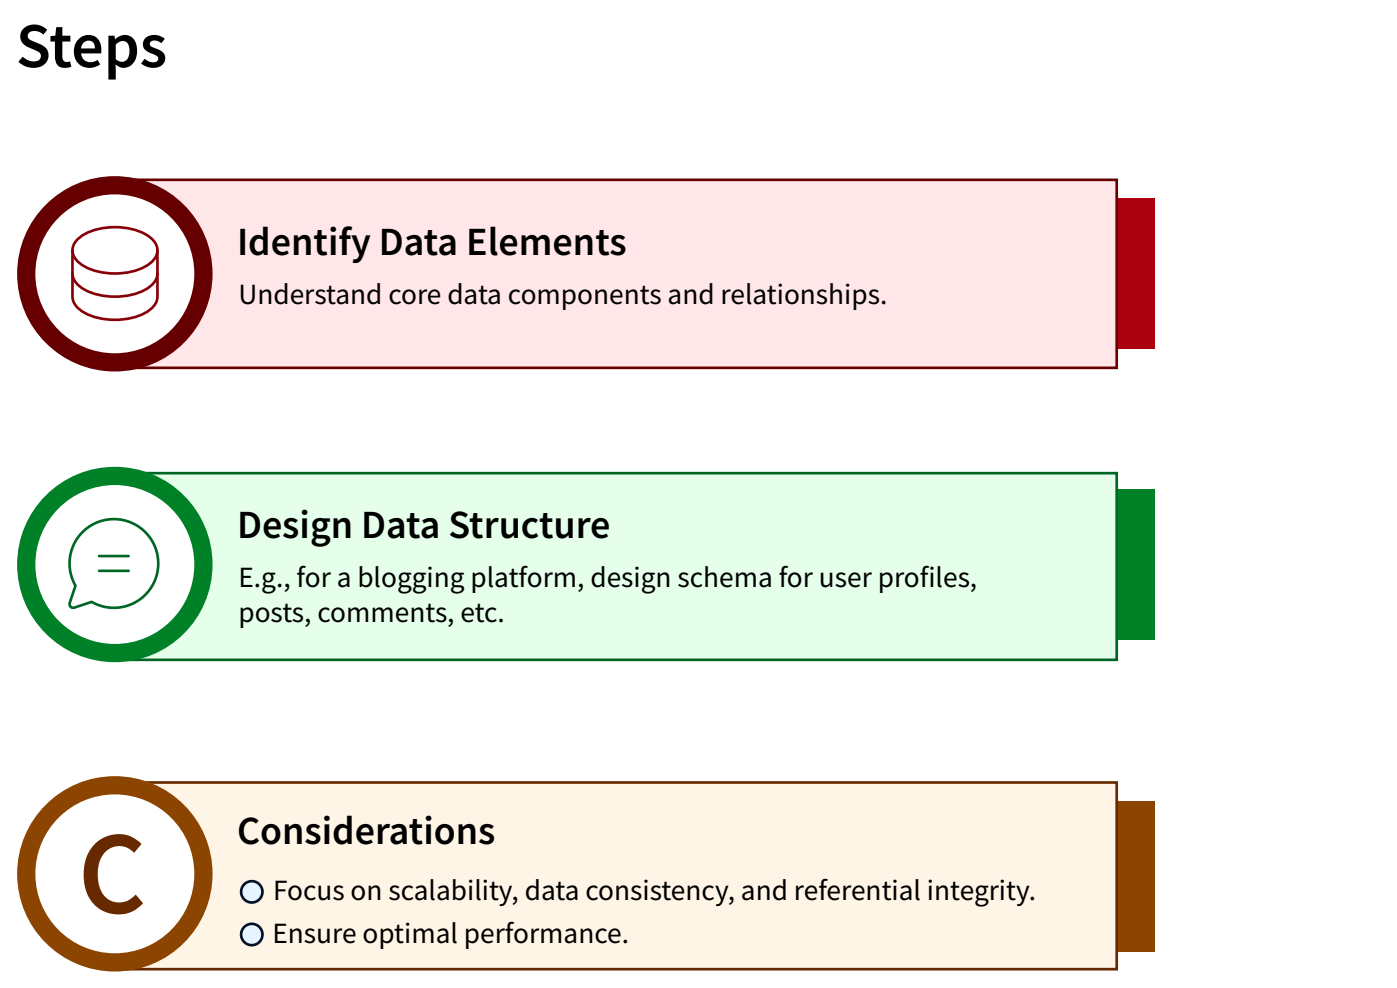 Steps
Identify Data Elements
Understand core data components and relationships.
Design Data Structure
E.g., for a blogging platform, design schema for user profiles,
posts, comments, etc.
C
Considerations
Focus on scalability, data consistency, and referential integrity.
Ensure optimal performance.